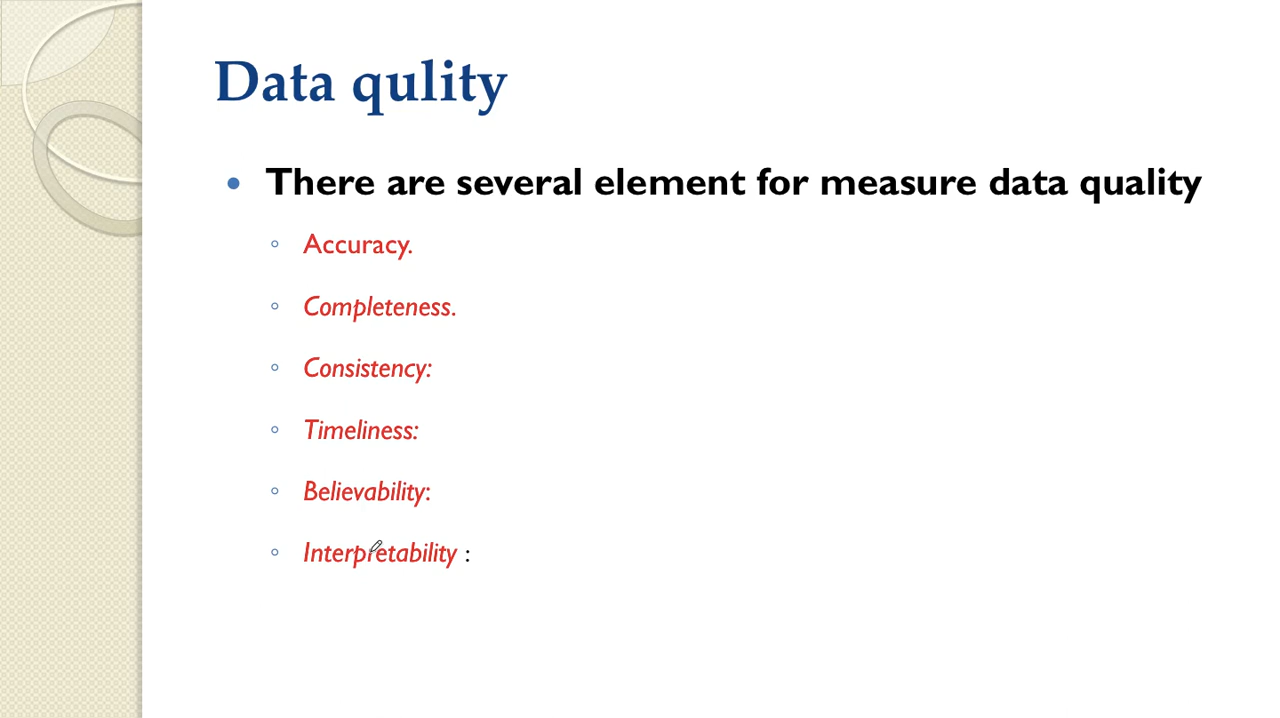 Data qulity
There are several element for measure data quality
Accuracy.
Completeness.
Consistency:
Timeliness:
Believability:
Interpretability :